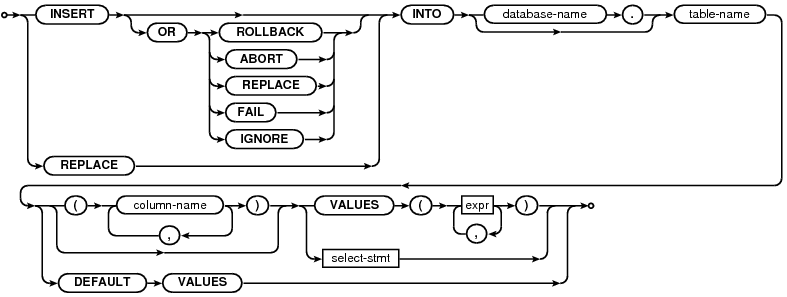 INSERT INTO database-name . table-name
OR ROLLBACK
ABORT
REPLACE
FAIL
IGNORE
REPLACE
( column-name ) VALUES ( expr )
, ,
select-stmt
DEFAULT VALUES